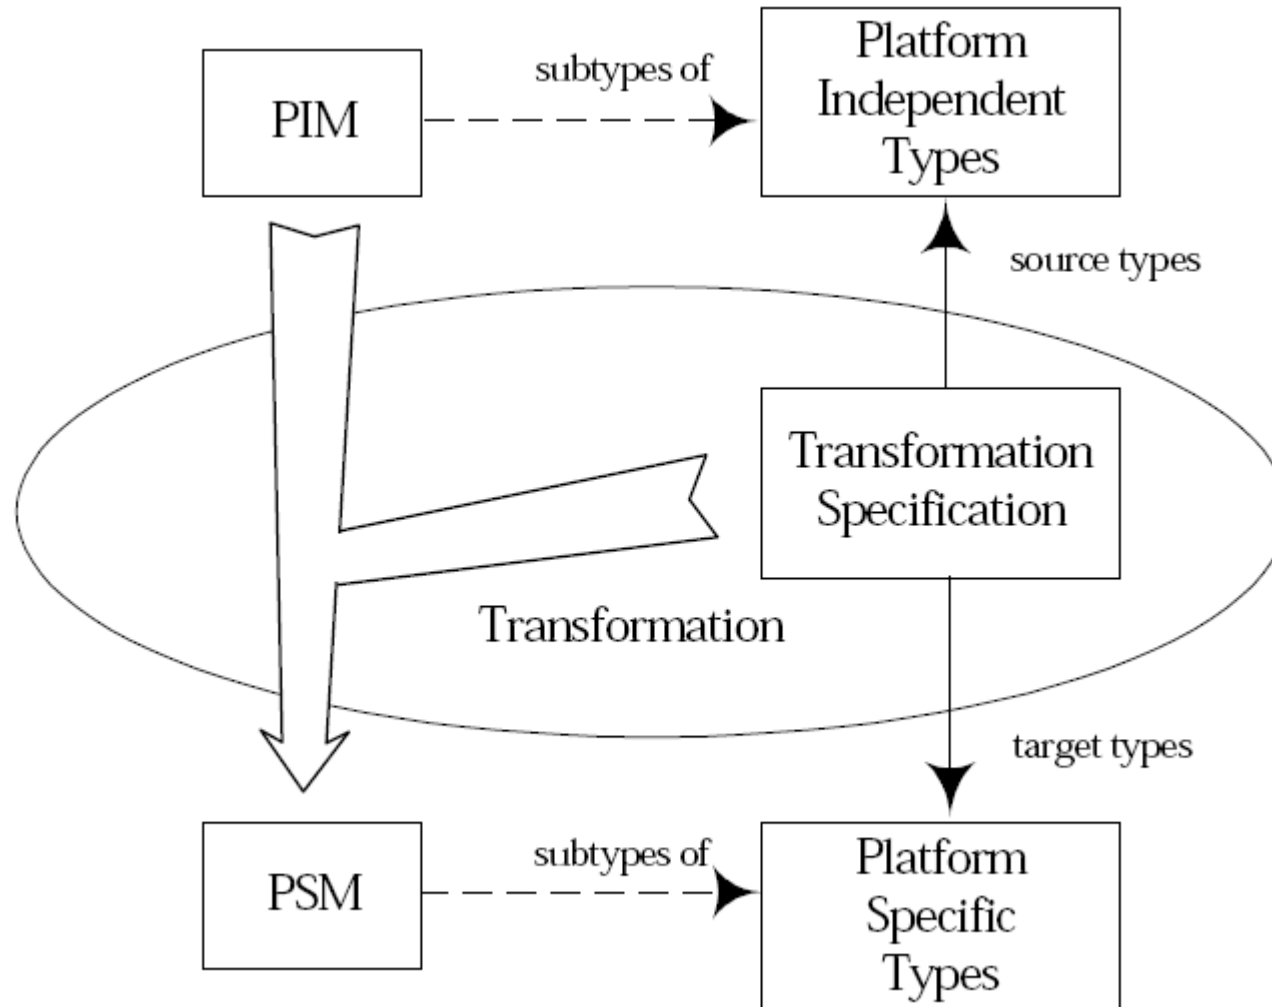 PIM
subtypes of
Platform
Independent
Types
source types
Transformation
Specification
Transformation
target types
PSM
subtypes of
Platform
Specific
Types